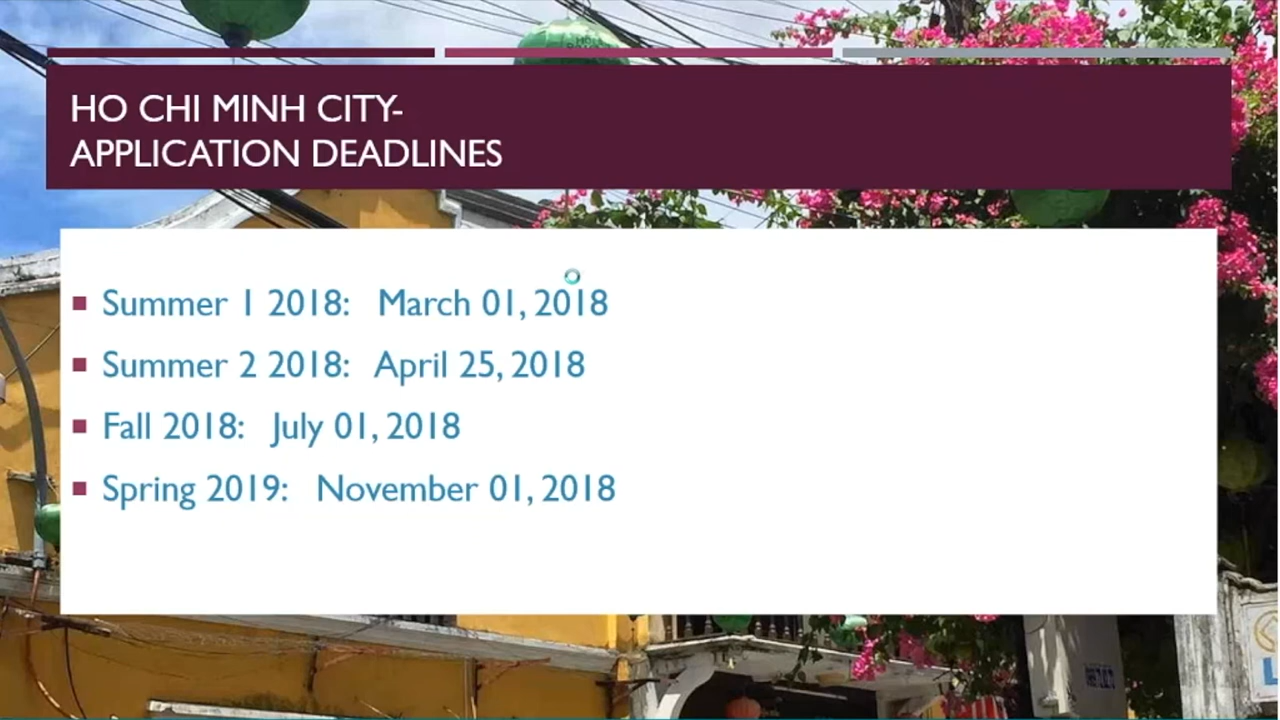 HO CHI MINH CITY-
APPLICATION DEADLINES
Summer 1 2018: March 01, 2018
Summer 2 2018: April 25, 2018
Fall 2018: July 01, 2018
Spring 2019: November 01, 2018